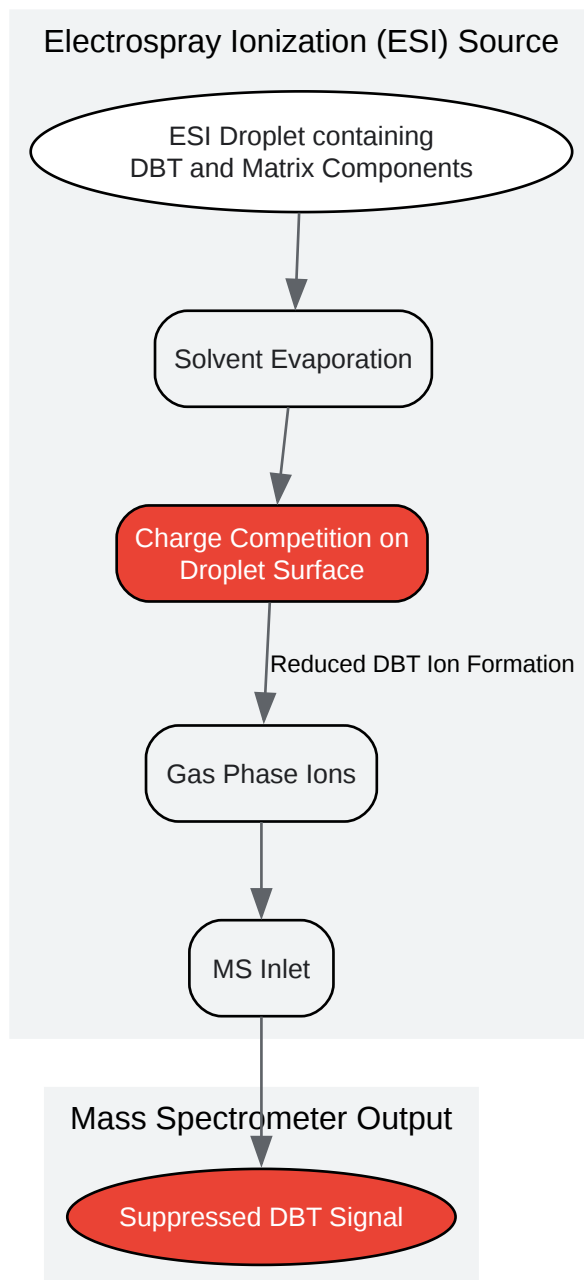 Electrospray Ionization (ESI) Source
ESI Droplet containing
DBT and Matrix Components
Solvent Evaporation
Charge Competition on
Droplet Surface
Reduced DBT Ion Formation
Gas Phase Ions
MS Inlet
Mass Spectrometer Output
Suppressed DBT Signal